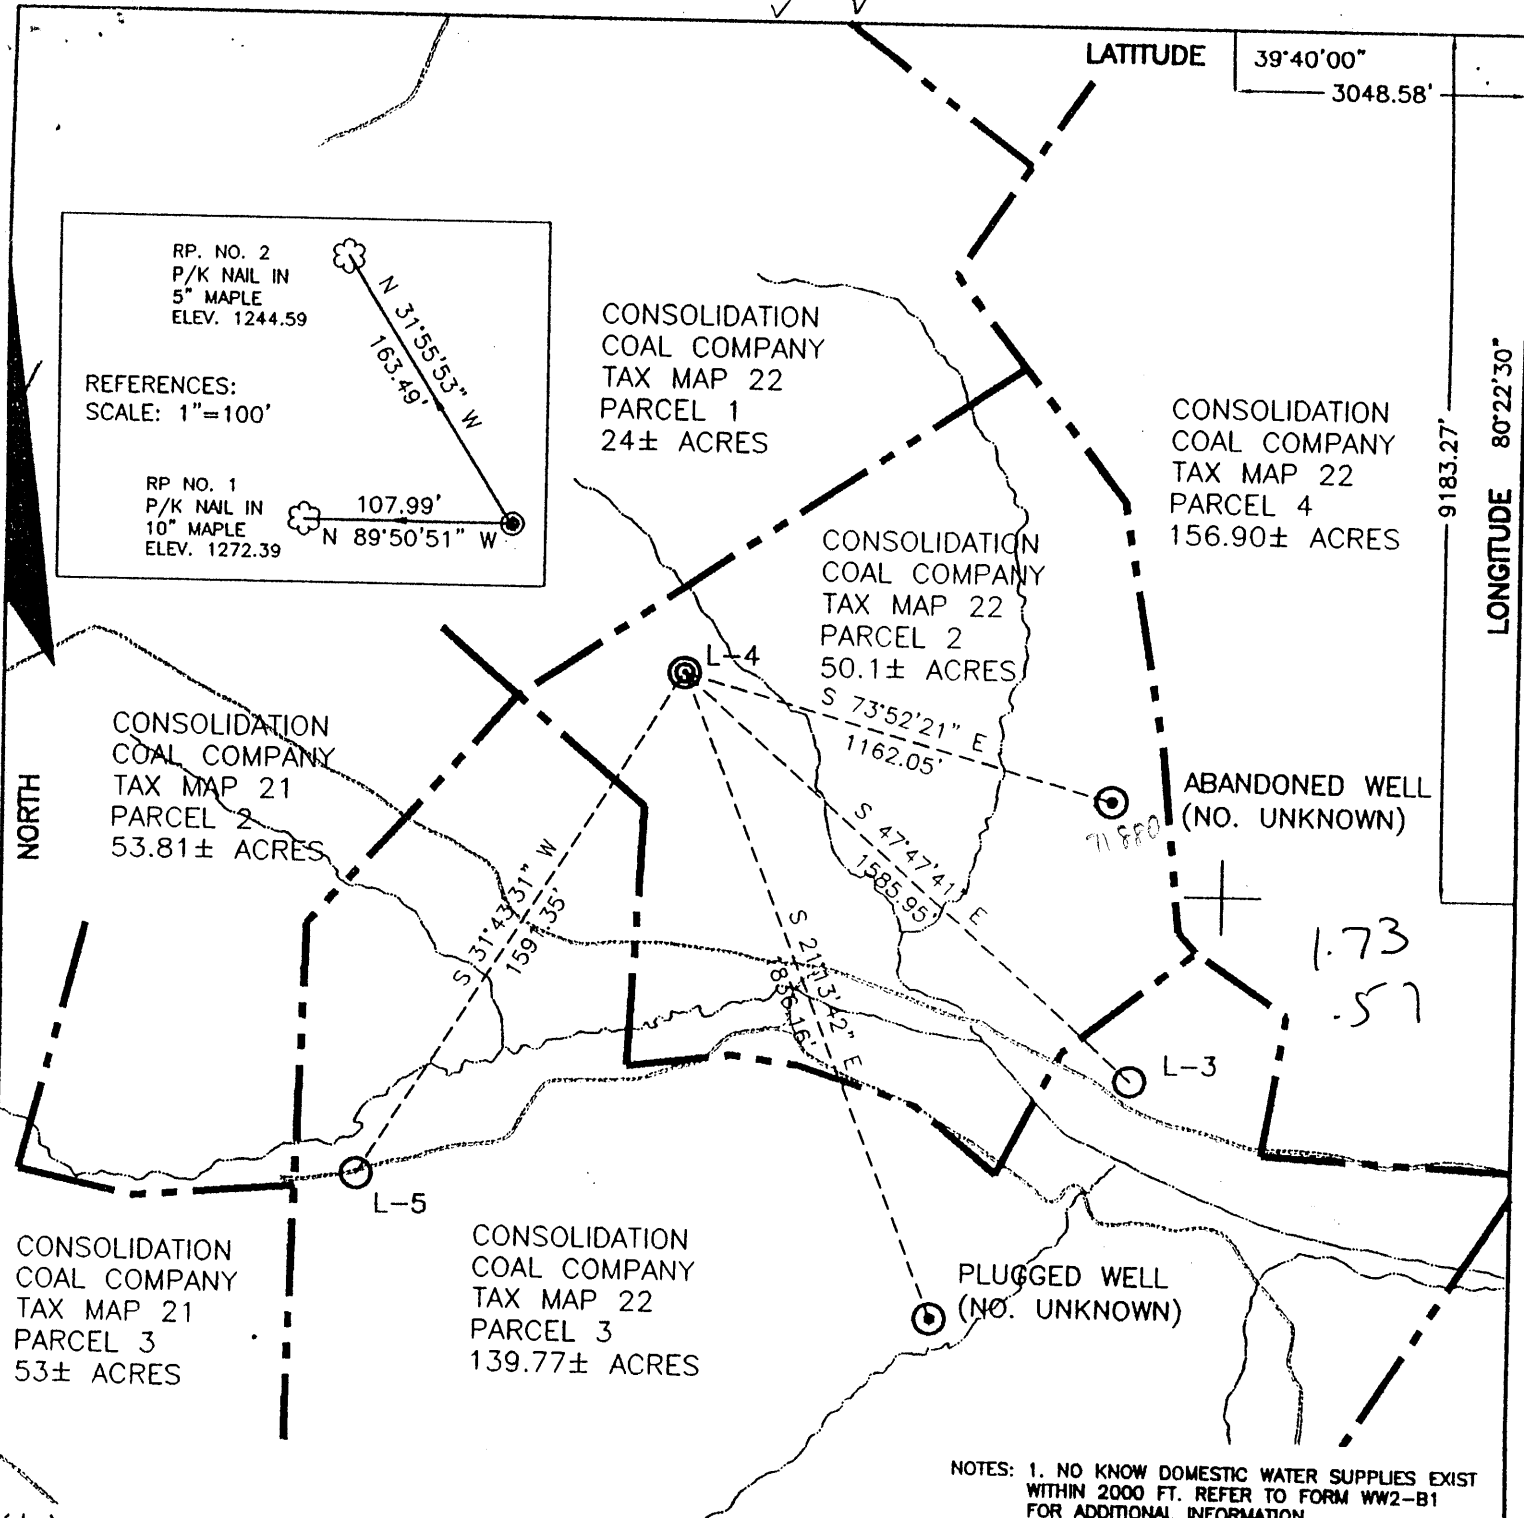 LATITUDE 39°40'00"
3048.58'
RP. NO. 2
P/K NAIL IN
5" MAPLE
ELEV. 1244.59
N 31°55'53" W
163.49'
REFERENCES:
SCALE: 1"=100'
RP NO. 1
P/K NAIL IN
10" MAPLE
ELEV. 1272.39
107.99'
N 89°50'51" W
CONSOLIDATION
COAL COMPANY
TAX MAP 22
PARCEL 1
24± ACRES
CONSOLIDATION
COAL COMPANY
TAX MAP 22
PARCEL 4
156.90± ACRES
9183.27'
LONGITUDE 80°22'30"
CONSOLIDATION
COAL COMPANY
TAX MAP 22
PARCEL 2
50.1± ACRES
L-4
S 73°52'21" E
1162.05'
NORTH
CONSOLIDATION
COAL COMPANY
TAX MAP 21
PARCEL 2
53.81± ACRES
ABANDONED WELL
(NO. UNKNOWN)
71880
S 47°47'41" E
1585.95'
S 31°43'31" W
1591.35'
S 21°13'42" E
1836.16'
1.73
.57
L-3
L-5
CONSOLIDATION
COAL COMPANY
TAX MAP 21
PARCEL 3
53± ACRES
CONSOLIDATION
COAL COMPANY
TAX MAP 22
PARCEL 3
139.77± ACRES
PLUGGED WELL
(NO. UNKNOWN)
NOTES: 1. NO KNOW DOMESTIC WATER SUPPLIES EXIST
WITHIN 2000 FT. REFER TO FORM WW2-B1
FOR ADDITIONAL INFORMATION